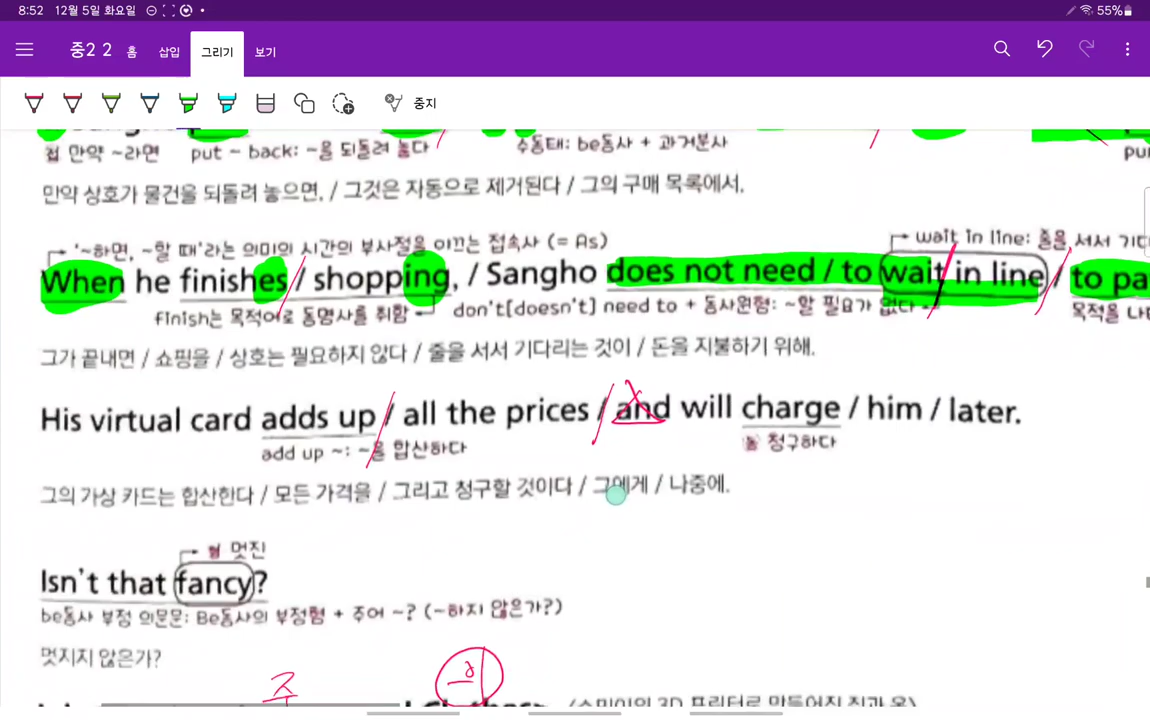 8:52 12월 5일 화요일 55%
중2 2 홈 삽입 그리기 보기
중지
접 만약 ~라면 put - back: ~을 되돌려 놓다 수동태: be동사 + 과거분사
만약 상호가 물건을 되돌려 놓으면, / 그것은 자동으로 제거된다 / 그의 구매 목록에서.
'~하면, ~할 때'라는 의미의 시간의 부사절을 이끄는 접속사 (= As) wait in line: 줄을 서서
When he finishes / shopping, / Sangho does not need / to wait in line / to pa
finish는 목적어로 동명사를 취함 don't[doesn't] need to + 동사원형: ~할 필요가 없다
그가 끝내면 / 쇼핑을 / 상호는 필요하지 않다 / 줄을 서서 기다리는 것이 / 돈을 지불하기 위해.
His virtual card adds up / all the prices / and will charge / him / later.
add up ~: ~을 합산하다 동 청구하다
그의 가상 카드는 합산한다 / 모든 가격을 / 그리고 청구할 것이다 / 그에게 / 나중에.
형 멋진
Isn't that fancy?
be동사 부정 의문문: Be동사의 부정형 + 주어 ~? (~하지 않은가?)
멋지지 않은가?
주